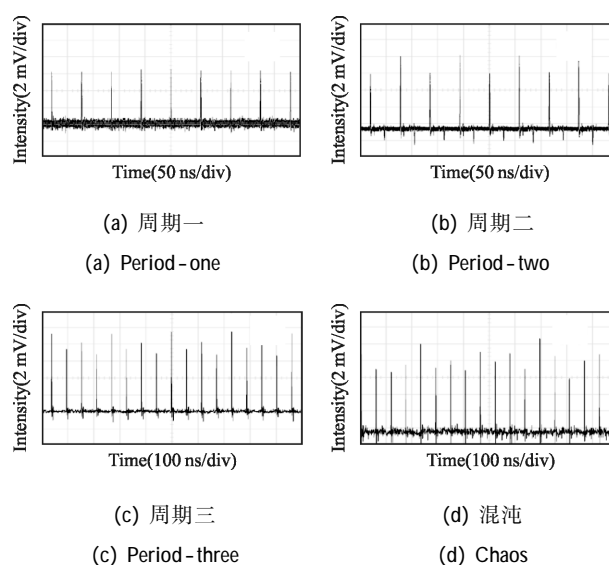 Intensity(2 mV/div)
Time(50 ns/div)
(a) 周期一
(a) Period-one
Intensity(2 mV/div)
Time(50 ns/div)
(b) 周期二
(b) Period-two
Intensity(2 mV/div)
Time(100 ns/div)
(c) 周期三
(c) Period-three
Intensity(2 mV/div)
Time(100 ns/div)
(d) 混沌
(d) Chaos